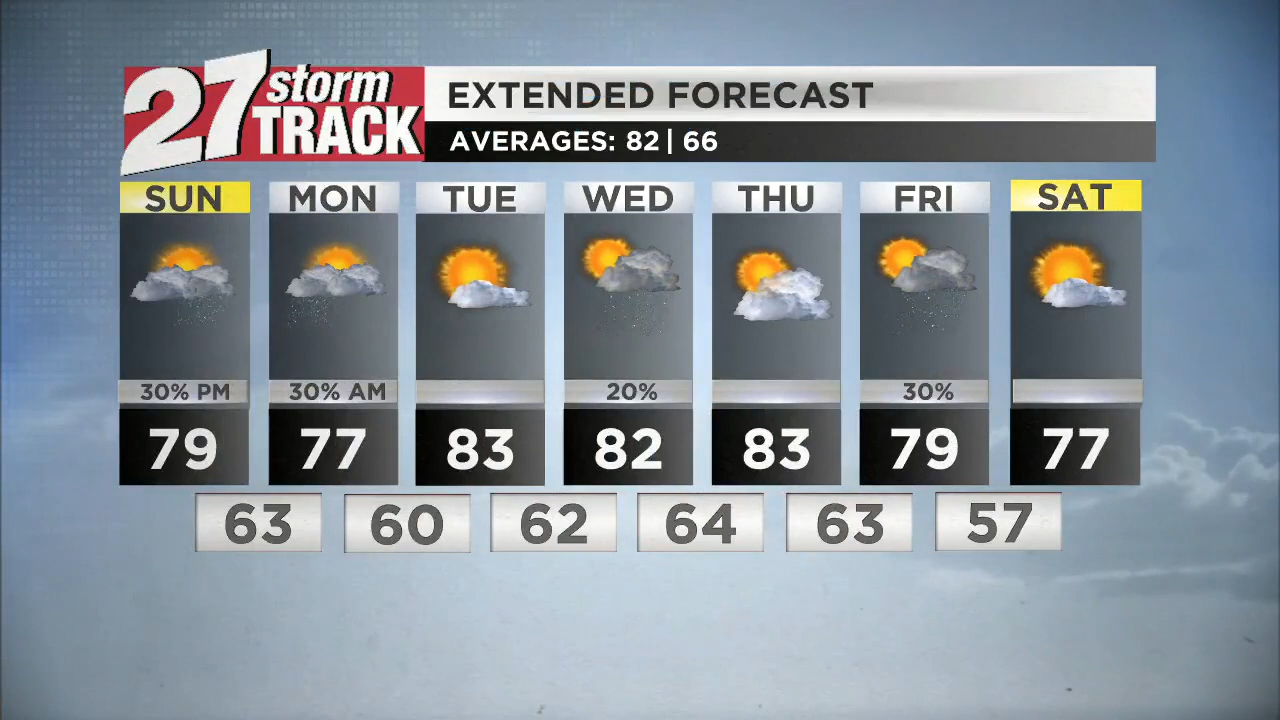 27 storm TRACK
EXTENDED FORECAST
AVERAGES: 82 | 66
SUN MON TUE WED THU FRI SAT
30% PM 30% AM 20% 30%
79 77 83 82 83 79 77
63 60 62 64 63 57